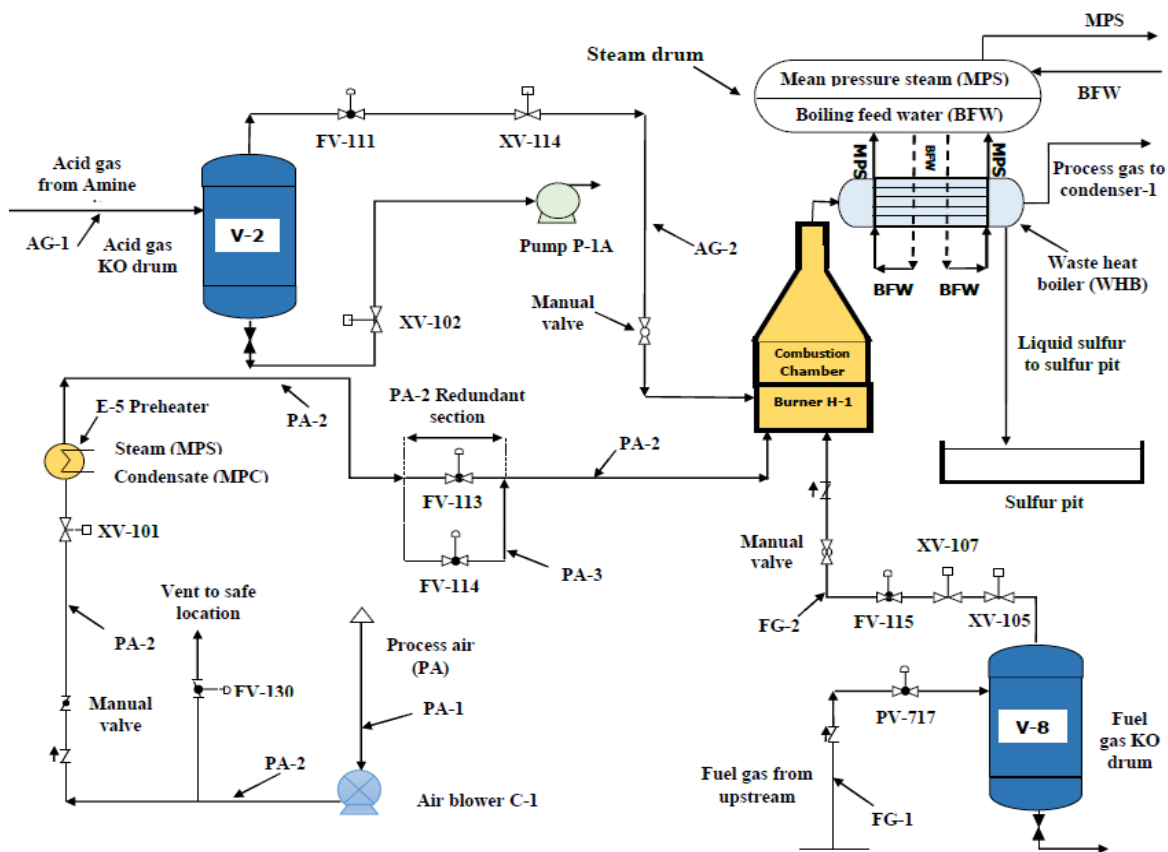 MPS
Steam drum
Mean pressure steam (MPS)
BFW
Boiling feed water (BFW)
FV-111
XV-114
MPS
BFW
MPS
Process gas to
condenser-1
Acid gas
from Amine
AG-1
Acid gas
KO drum
V-2
Pump P-1A
AG-2
BFW
BFW
Waste heat
boiler (WHB)
XV-102
Manual
valve
Combustion
Chamber
Burner H-1
Liquid sulfur
to sulfur pit
PA-2
E-5 Preheater
Steam (MPS)
Condensate (MPC)
PA-2 Redundant
section
PA-2
FV-113
Sulfur pit
XV-101
FV-114
PA-3
Manual
valve
XV-107
Vent to safe
location
PA-2
FG-2
FV-115
XV-105
Process air
(PA)
FV-130
Manual
valve
PA-1
PV-717
V-8
Fuel
gas KO
drum
PA-2
Air blower C-1
Fuel gas from
upstream
FG-1